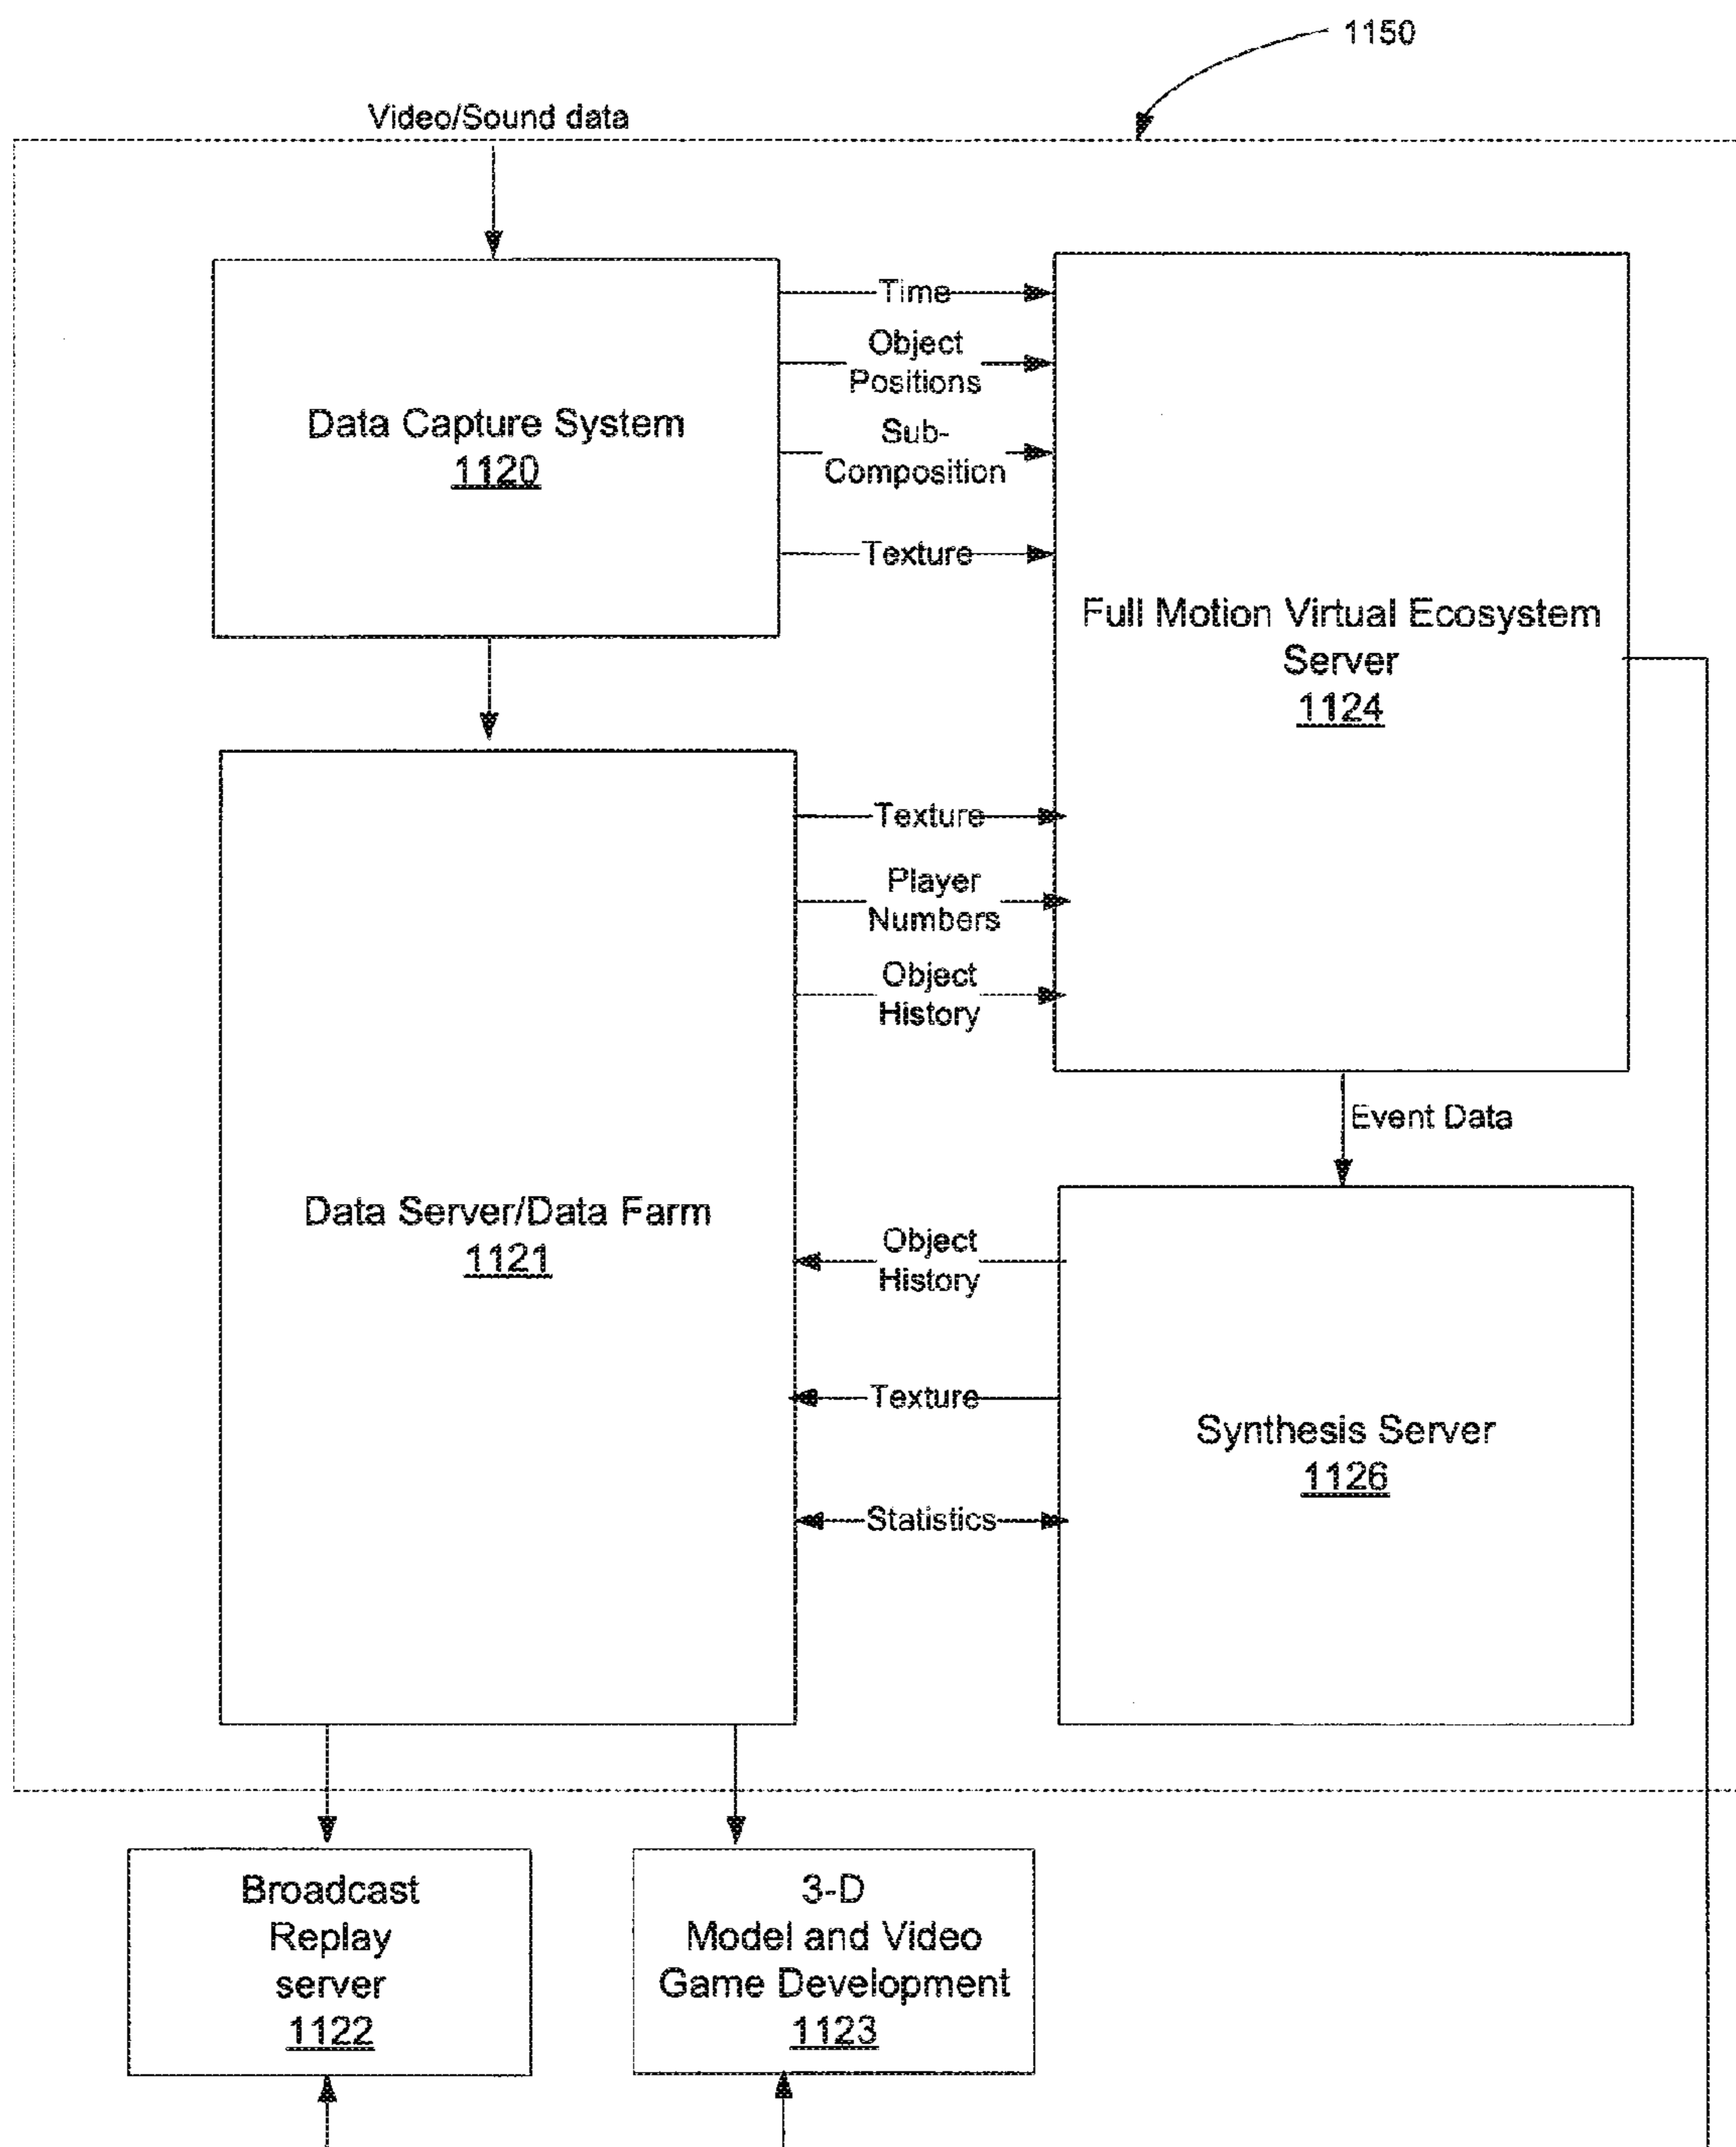 1150
Video/Sound data
Data Capture System
1120
Time
Object
Positions
Sub-
Composition
Texture
Full Motion Virtual Ecosystem
Server
1124
Texture
Player
Numbers
Object
History
Event Data
Data Server/Data Farm
1121
Object
History
Texture
Statistics
Synthesis Server
1126
Broadcast
Replay
server
1122
3-D
Model and Video
Game Development
1123